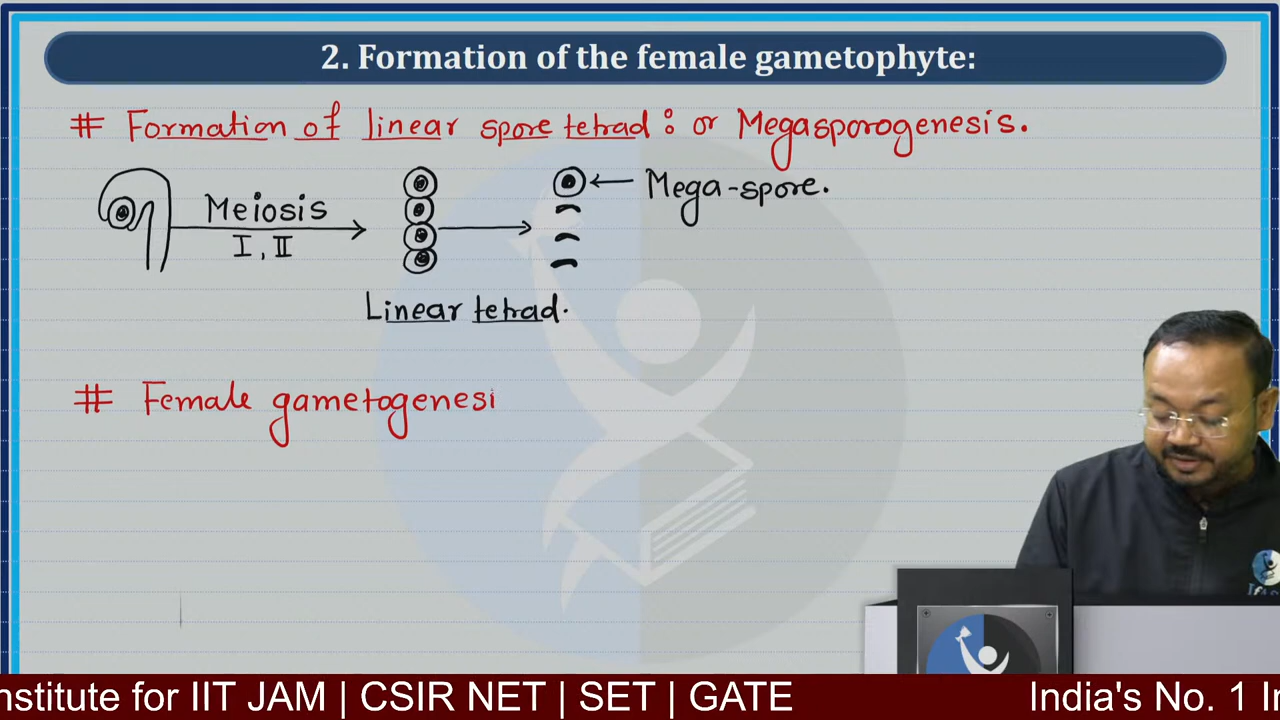 2. Formation of the female gametophyte:
# Formation of linear spore tetrad : or Megasporogenesis.
Meiosis
I, II
← Mega-spore.
Linear tetrad.
# Female gametogenesi
nstitute for IIT JAM | CSIR NET | SET | GATE India's No. 1 In